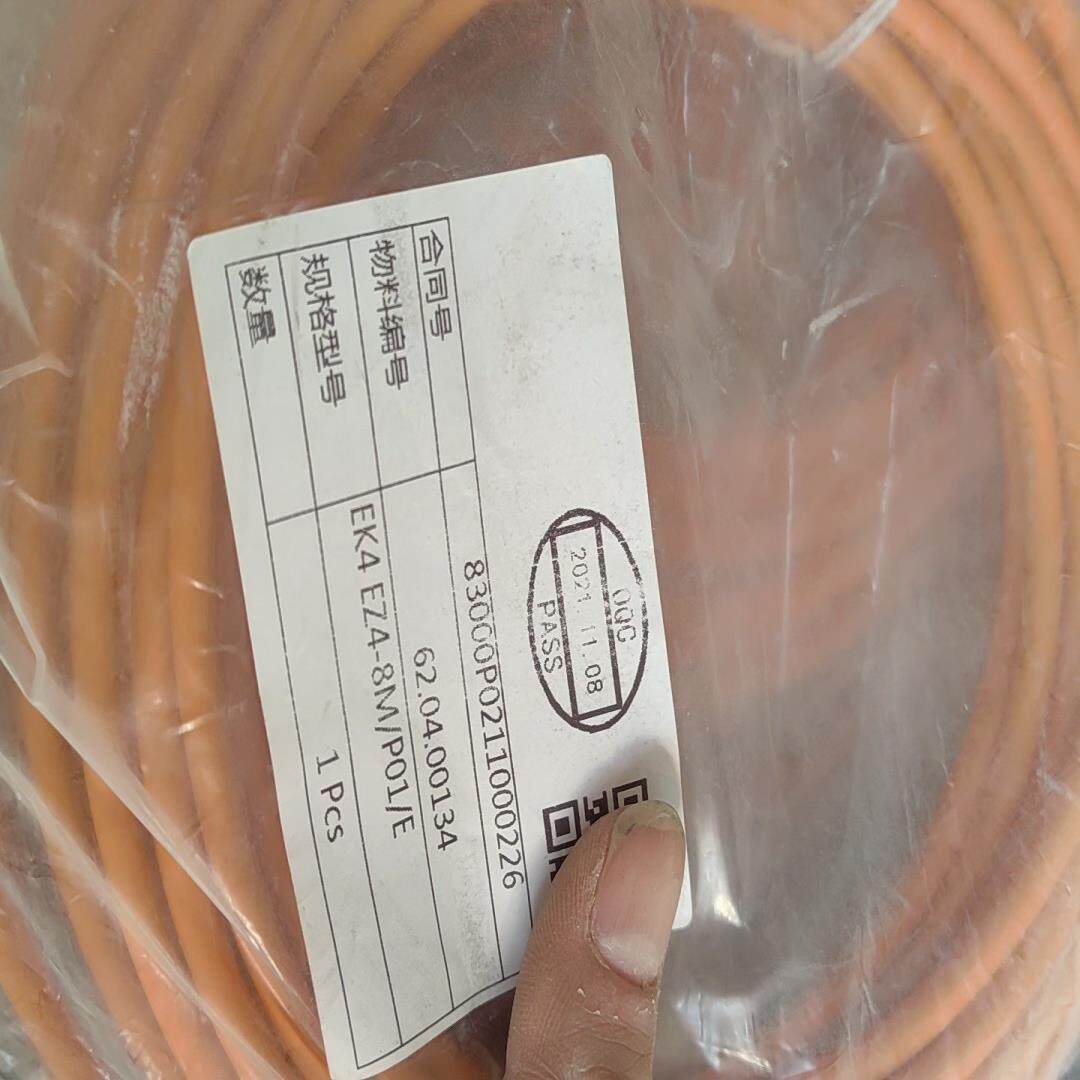 OQC
2021.11.08
PASS
合同号 83000P0211000226
物料编号 62.04.00134
规格型号 EK4 EZ4-8M/P01/E
数量 1 Pcs